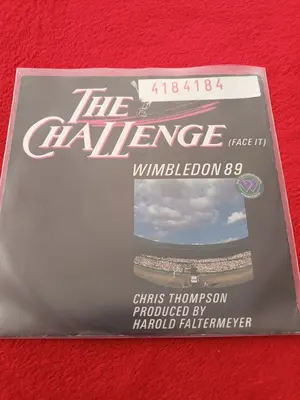 4184184
THE
CHALLENGE (FACE IT)
WIMBLEDON 89
CHRIS THOMPSON
PRODUCED BY
HAROLD FALTERMEYER